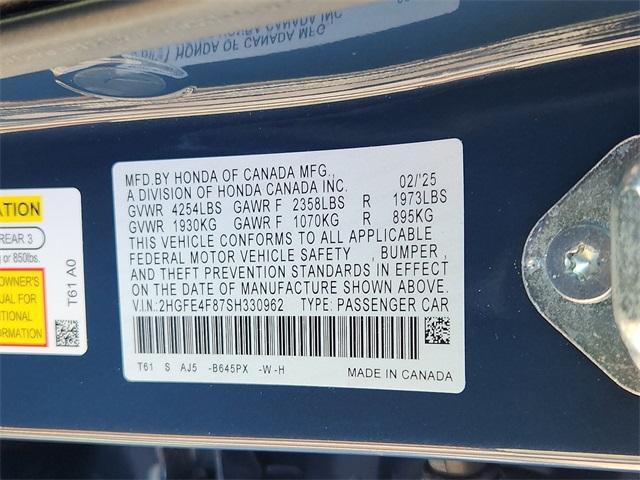 HONDA OF CANADA MFG.
MFD.BY HONDA OF CANADA MFG.,
A DIVISION OF HONDA CANADA INC. 02/'25
GVWR 4254LBS GAWR F 2358LBS R 1973LBS
GVWR 1930KG GAWR F 1070KG R 895KG
THIS VEHICLE CONFORMS TO ALL APPLICABLE
FEDERAL MOTOR VEHICLE SAFETY , BUMPER ,
AND THEFT PREVENTION STANDARDS IN EFFECT
ON THE DATE OF MANUFACTURE SHOWN ABOVE.
V.I.N:2HGFE4F87SH330962 TYPE: PASSENGER CAR
T61 S AJ5 -B645PX -W-H
MADE IN CANADA
ATION
REAR 3
g or 850lbs.
OWNER'S
UAL FOR
TIONAL
ORMATION
T61 A0